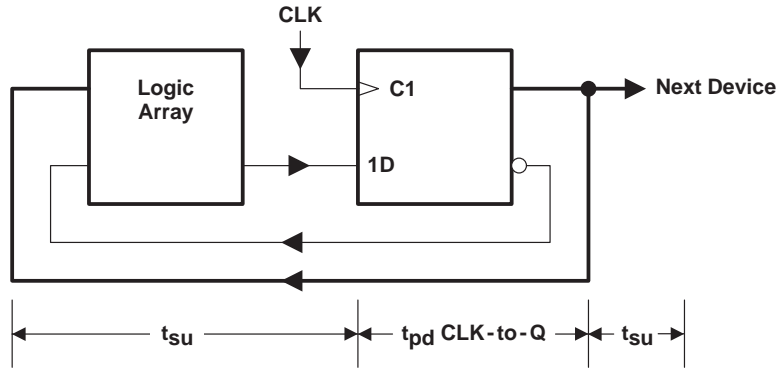 CLK
Logic
Array
C1
1D
Next Device
tsu
tpd CLK-to-Q
tsu